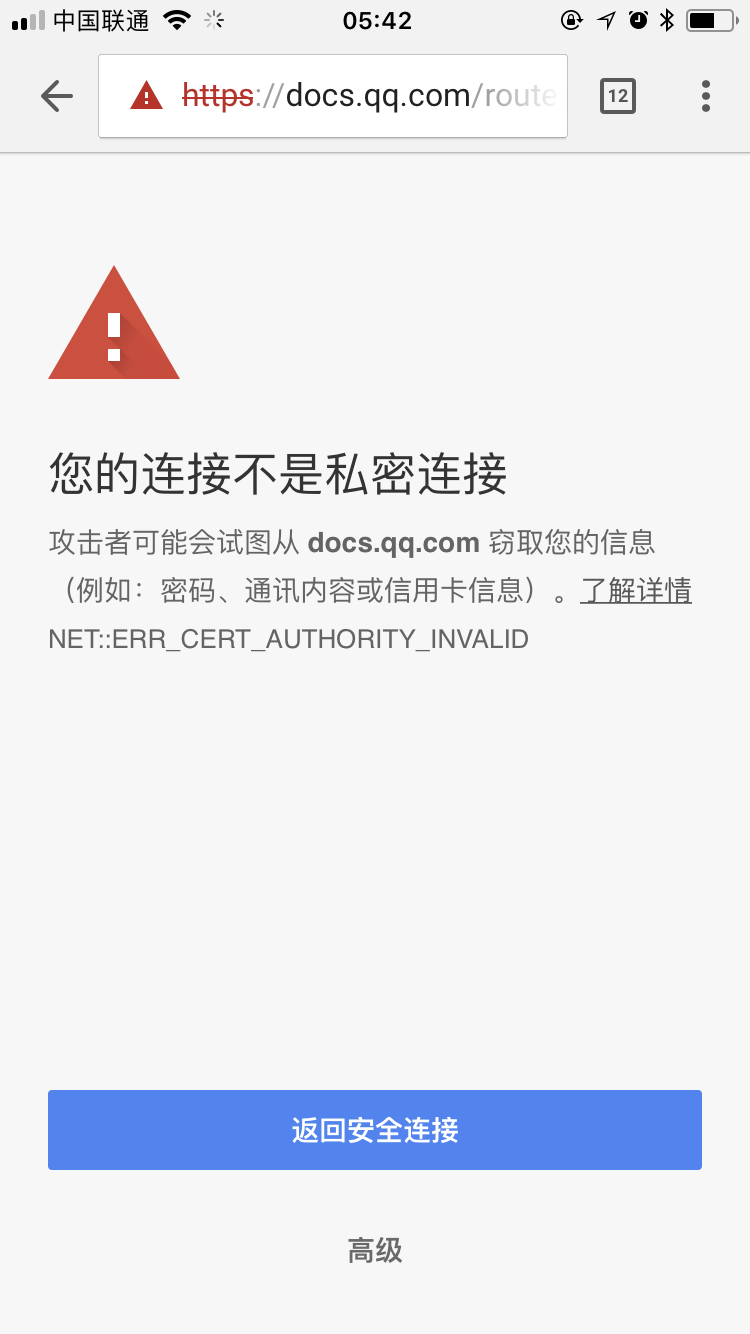 中国联通 05:42
https://docs.qq.com/route
12
您的连接不是私密连接
攻击者可能会试图从 docs.qq.com 窃取您的信息
（例如：密码、通讯内容或信用卡信息）。了解详情
NET::ERR_CERT_AUTHORITY_INVALID
返回安全连接
高级